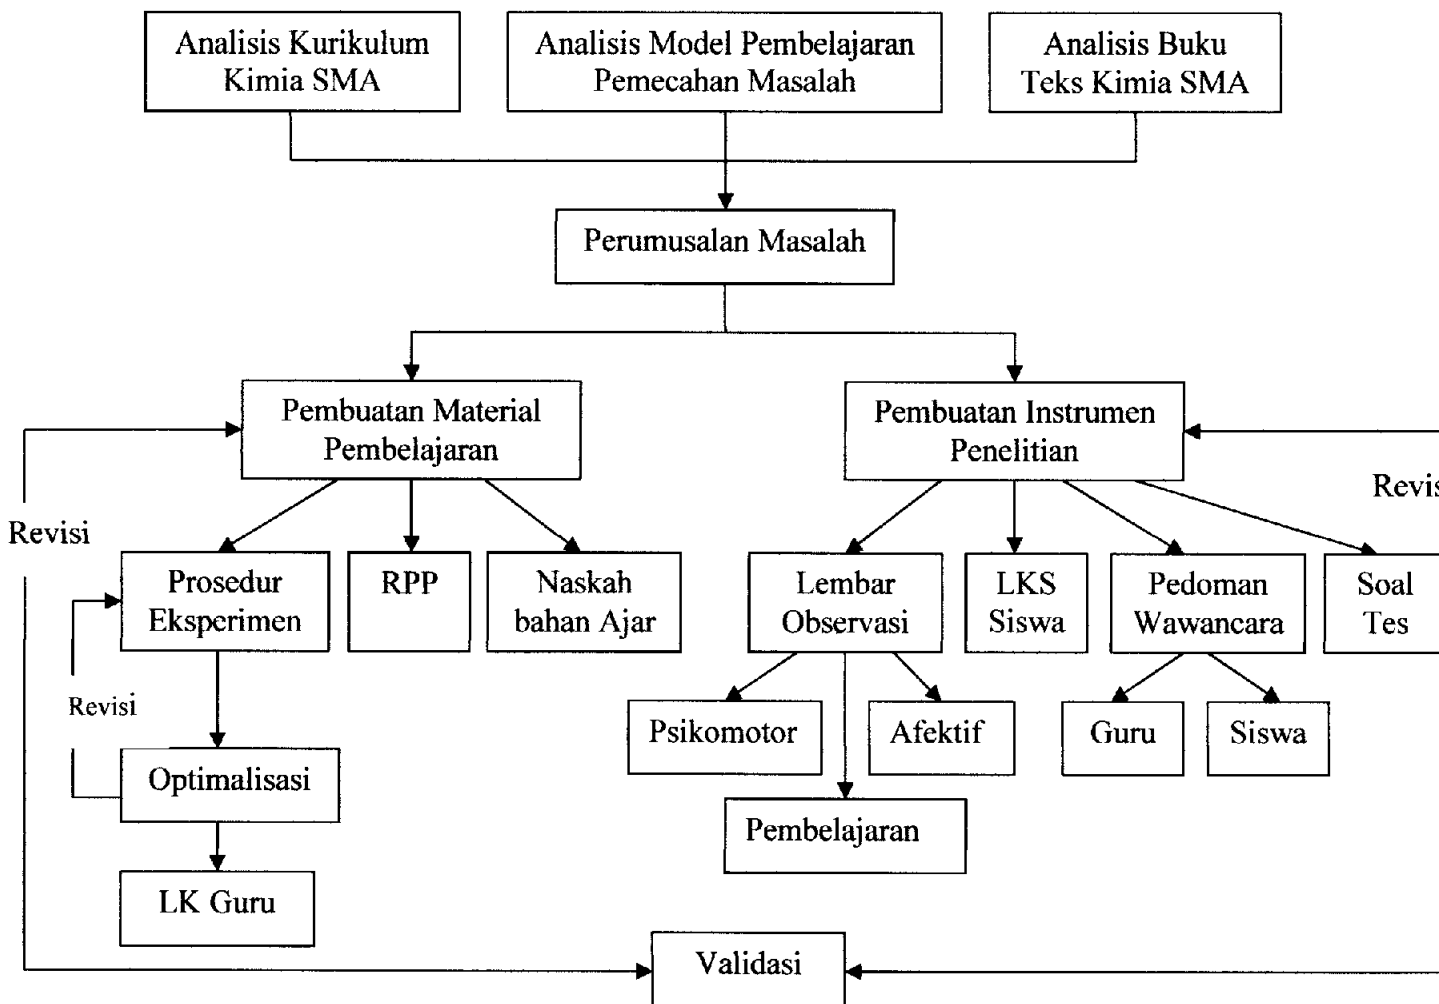 Analisis Kurikulum
Kimia SMA
Analisis Model Pembelajaran
Pemecahan Masalah
Analisis Buku
Teks Kimia SMA
Perumusalan Masalah
Pembuatan Material
Pembelajaran
Pembuatan Instrumen
Penelitian
Revisi
Revis
Prosedur
Eksperimen
RPP
Naskah
bahan Ajar
Lembar
Observasi
LKS
Siswa
Pedoman
Wawancara
Soal
Tes
Revisi
Psikomotor
Afektif
Guru
Siswa
Optimalisasi
Pembelajaran
LK Guru
Validasi